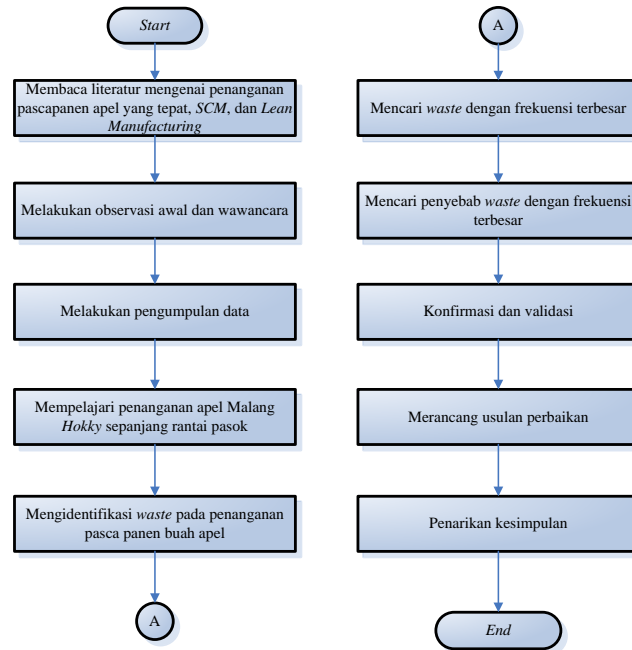 Start
Membaca literatur mengenai penanganan
pascapanen apel yang tepat, SCM, dan Lean
Manufacturing
Melakukan observasi awal dan wawancara
Melakukan pengumpulan data
Mempelajari penanganan apel Malang
Hokky sepanjang rantai pasok
Mengidentifikasi waste pada penanganan
pasca panen buah apel
A
A
Mencari waste dengan frekuensi terbesar
Mencari penyebab waste dengan frekuensi
terbesar
Konfirmasi dan validasi
Merancang usulan perbaikan
Penarikan kesimpulan
End